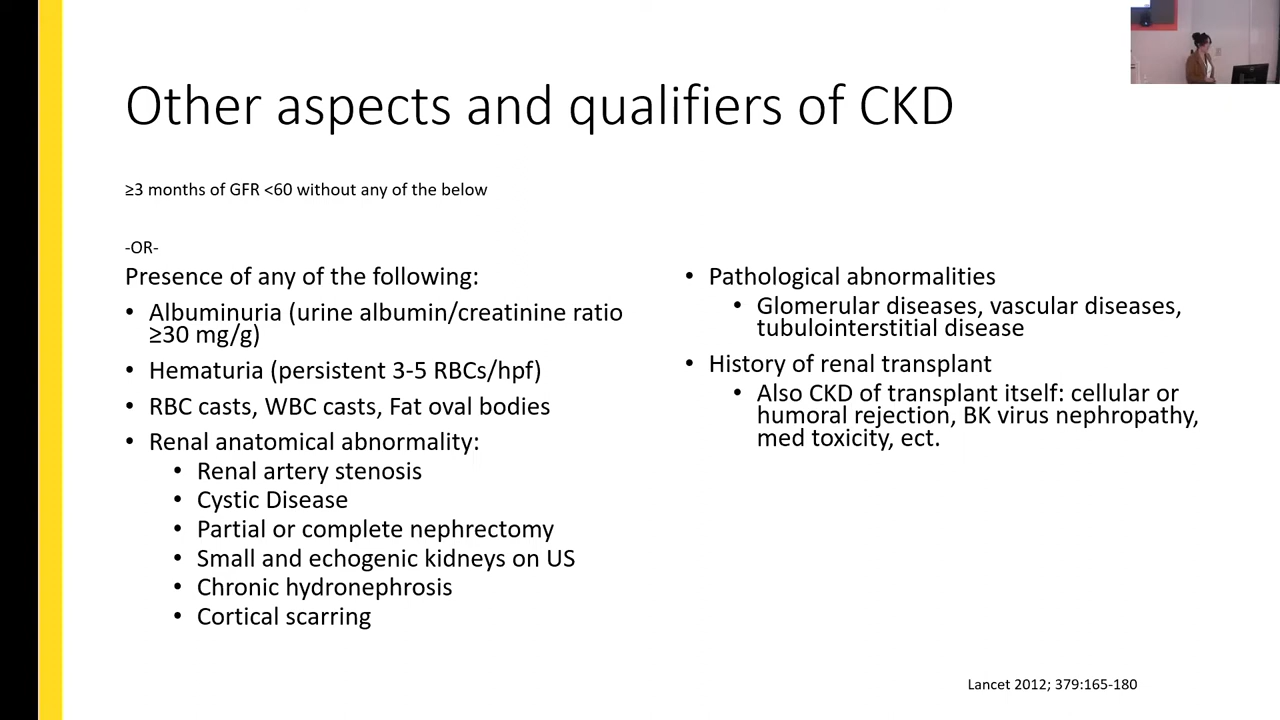 Other aspects and qualifiers of CKD
≥3 months of GFR <60 without any of the below
-OR-
Presence of any of the following:
• Albuminuria (urine albumin/creatinine ratio
≥30 mg/g)
• Hematuria (persistent 3-5 RBCs/hpf)
• RBC casts, WBC casts, Fat oval bodies
• Renal anatomical abnormality:
• Renal artery stenosis
• Cystic Disease
• Partial or complete nephrectomy
• Small and echogenic kidneys on US
• Chronic hydronephrosis
• Cortical scarring
• Pathological abnormalities
• Glomerular diseases, vascular diseases,
tubulointerstitial disease
• History of renal transplant
• Also CKD of transplant itself: cellular or
humoral rejection, BK virus nephropathy,
med toxicity, ect.
Lancet 2012; 379:165-180